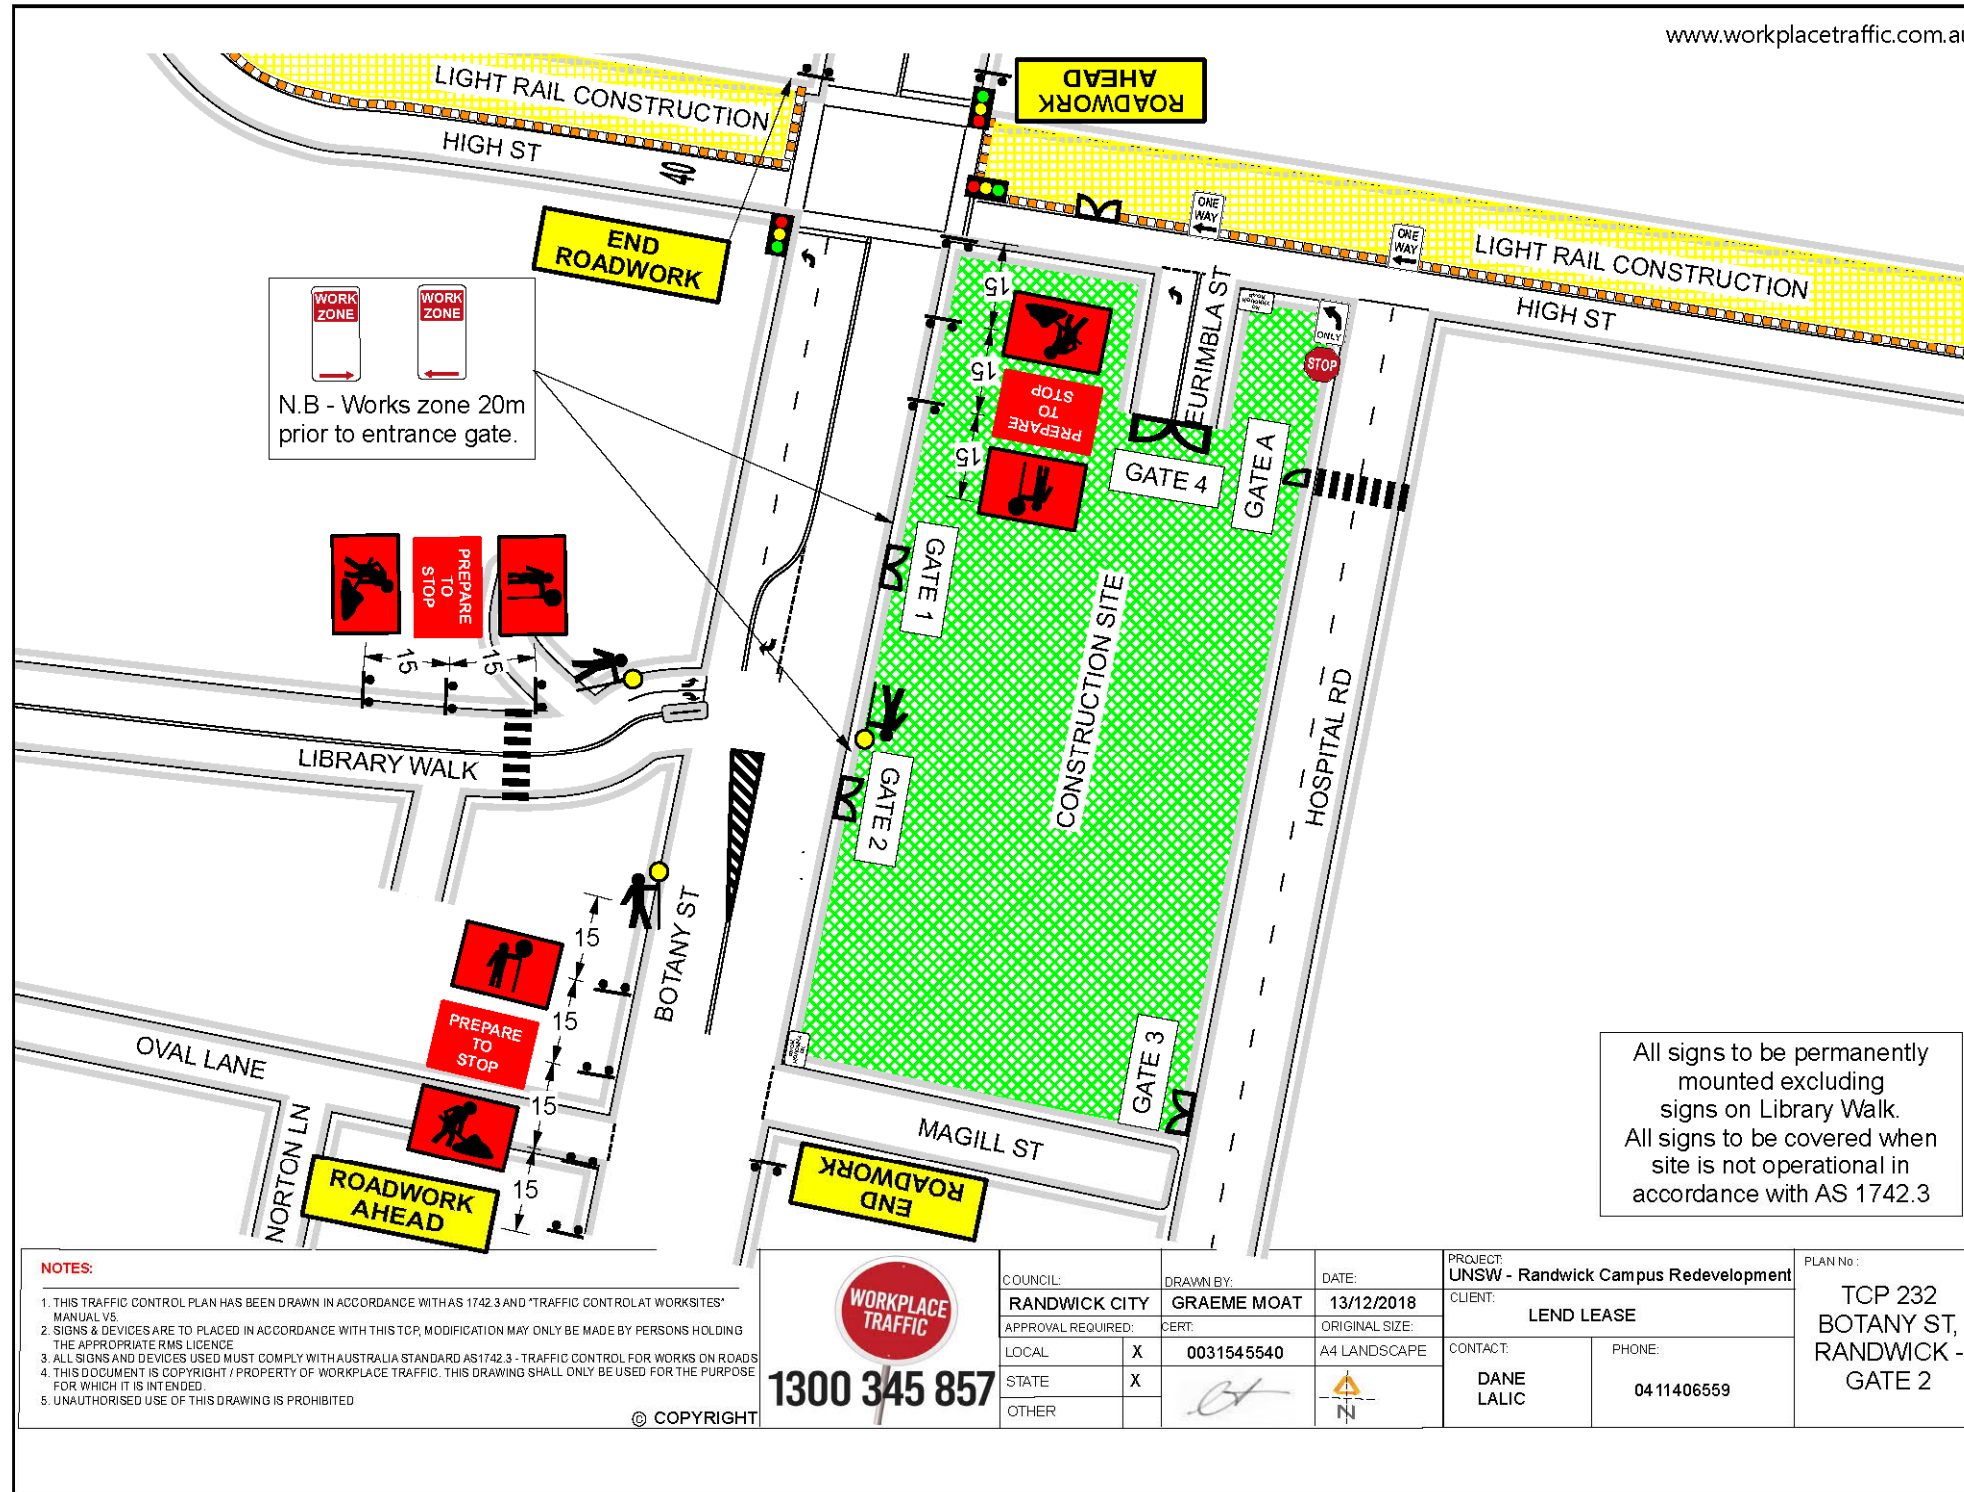 www.workplacetraffic.com.au
ROADWORK
AHEAD
LIGHT RAIL CONSTRUCTION
HIGH ST
40
END
ROADWORK
ONE
WAY
ONE
WAY
LIGHT RAIL CONSTRUCTION
HIGH ST
WORK
ZONE
WORK
ZONE
N.B - Works zone 20m
prior to entrance gate.
15
15
15
PREPARE
TO
STOP
EURIMBLA ST
ONLY
STOP
GATE 4
GATE A
GATE 1
CONSTRUCTION SITE
HOSPITAL RD
PREPARE
TO
STOP
15
15
LIBRARY WALK
GATE 2
BOTANY ST
15
15
15
15
PREPARE
TO
STOP
OVAL LANE
NORTON LN
ROADWORK
AHEAD
GATE 3
MAGILL ST
END
ROADWORK
All signs to be permanently
mounted excluding
signs on Library Walk.
All signs to be covered when
site is not operational in
accordance with AS 1742.3
NOTES:
1. THIS TRAFFIC CONTROL PLAN HAS BEEN DRAWN IN ACCORDANCE WITH AS 1742.3 AND "TRAFFIC CONTROL AT WORKSITES"
MANUAL V5.
2. SIGNS & DEVICES ARE TO PLACED IN ACCORDANCE WITH THIS TCP, MODIFICATION MAY ONLY BE MADE BY PERSONS HOLDING
THE APPROPRIATE RMS LICENCE
3. ALL SIGNS AND DEVICES USED MUST COMPLY WITH AUSTRALIA STANDARD AS1742.3 - TRAFFIC CONTROL FOR WORKS ON ROADS
4. THIS DOCUMENT IS COPYRIGHT / PROPERTY OF WORKPLACE TRAFFIC. THIS DRAWING SHALL ONLY BE USED FOR THE PURPOSE
FOR WHICH IT IS INTENDED.
5. UNAUTHORISED USE OF THIS DRAWING IS PROHIBITED
© COPYRIGHT
WORKPLACE
TRAFFIC
1300 345 857
COUNCIL:
RANDWICK CITY
APPROVAL REQUIRED:
LOCAL X
STATE X
OTHER
DRAWN BY:
GRAEME MOAT
CERT:
0031545540
DATE:
13/12/2018
ORIGINAL SIZE:
A4 LANDSCAPE
N
PROJECT:
UNSW - Randwick Campus Redevelopment
CLIENT:
LEND LEASE
CONTACT:
DANE
LALIC
PHONE:
0411406559
PLAN No :
TCP 232
BOTANY ST,
RANDWICK -
GATE 2